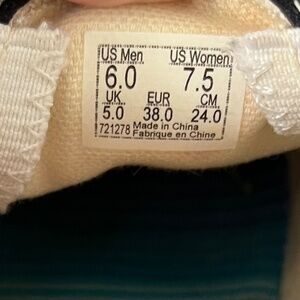 US Men US Women
6.0 7.5
UK EUR CM
5.0 38.0 24.0
721278 Made in China
Fabrique en Chine